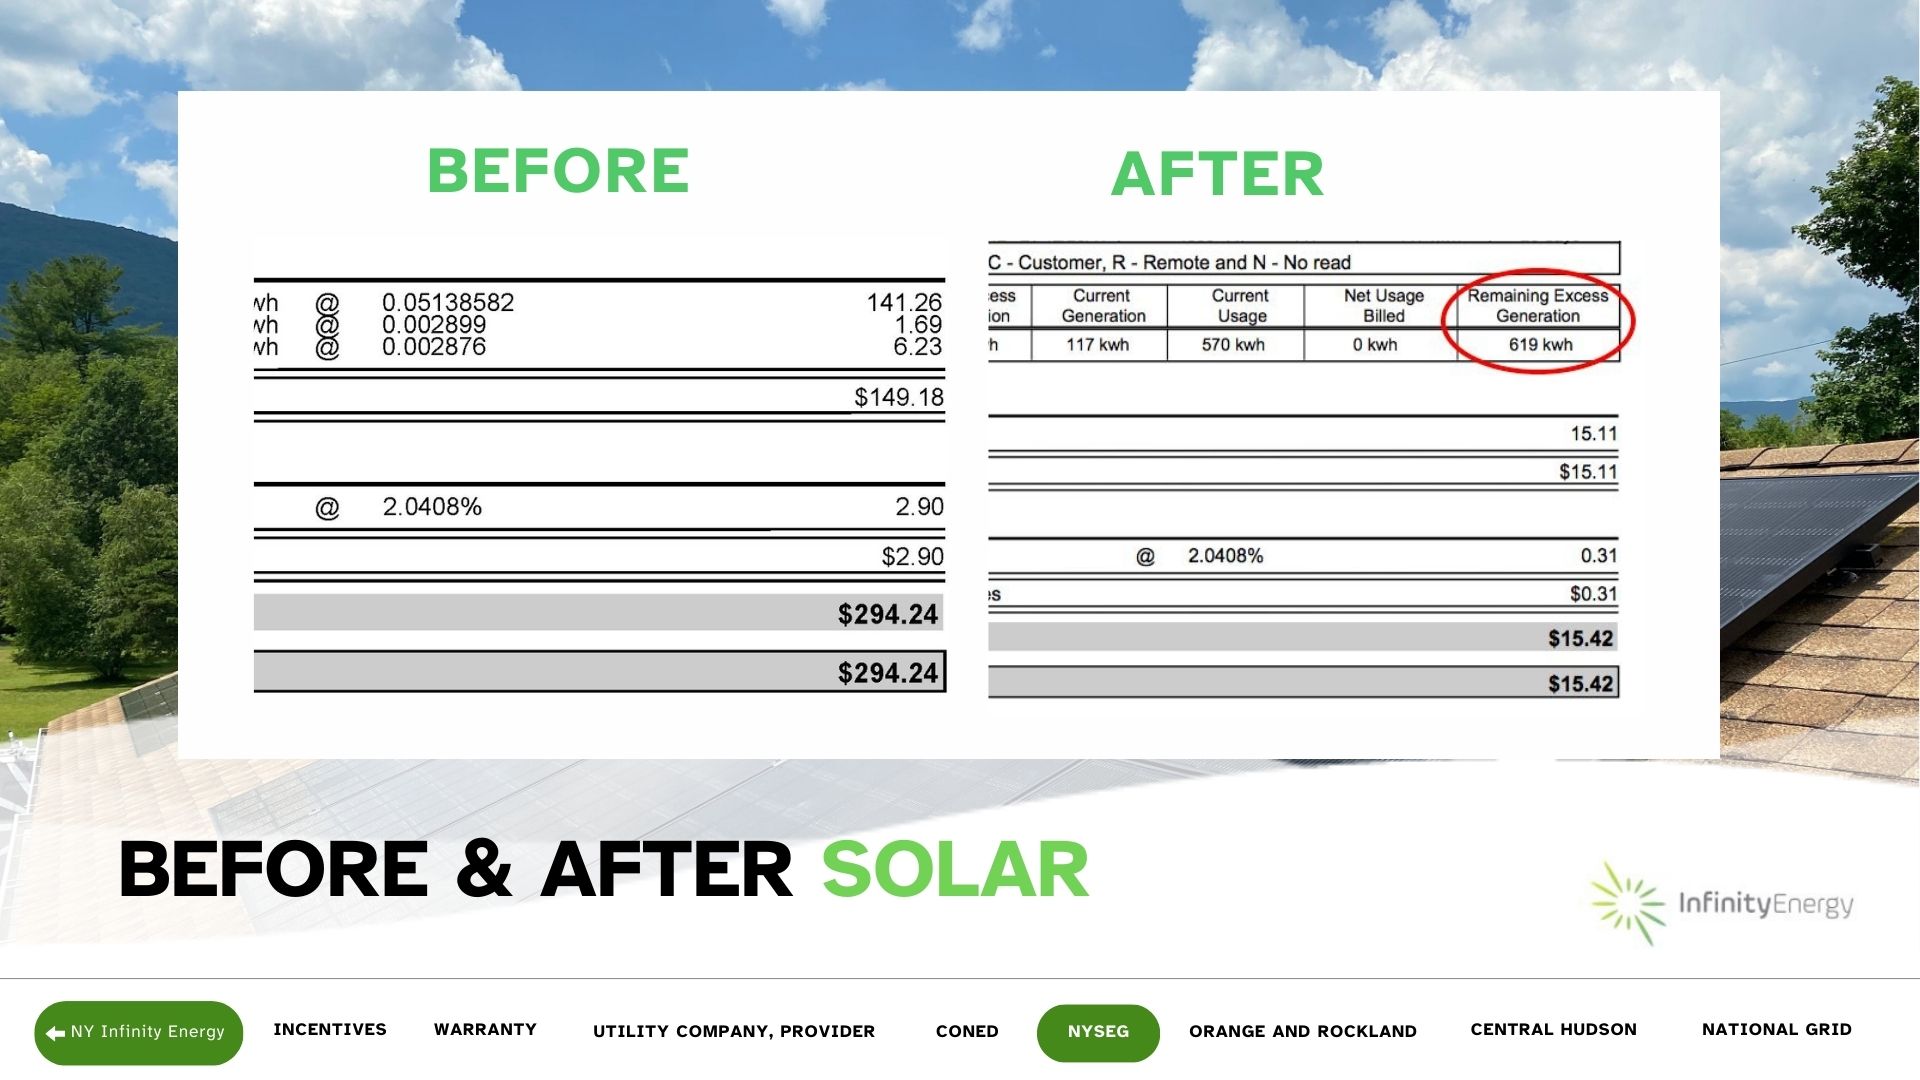 BEFORE
wh @ 0.05138582 141.26
wh @ 0.002899 1.69
wh @ 0.002876 6.23
$149.18
@ 2.0408% 2.90
$2.90
$294.24
$294.24
AFTER
C - Customer, R - Remote and N - No read
cess Current Current Net Usage Remaining Excess
ion Generation Usage Billed Generation
h 117 kwh 570 kwh 0 kwh 619 kwh
15.11
$15.11
@ 2.0408% 0.31
es $0.31
$15.42
$15.42
BEFORE & AFTER SOLAR
InfinityEnergy
NY Infinity Energy INCENTIVES WARRANTY UTILITY COMPANY, PROVIDER CONED NYSEG ORANGE AND ROCKLAND CENTRAL HUDSON NATIONAL GRID